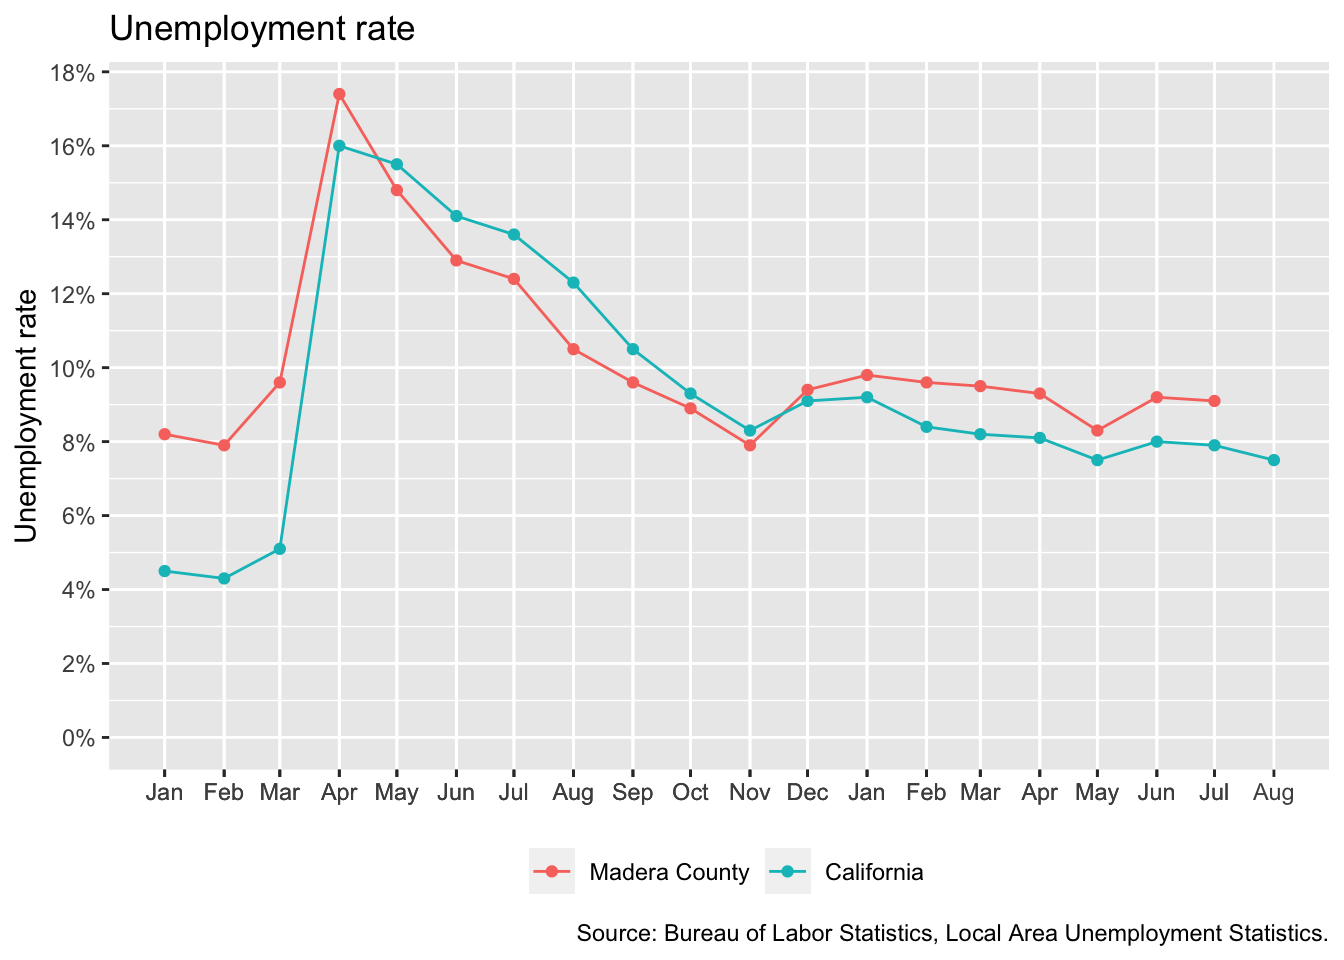 Unemployment rate
Unemployment rate
18%
16%
14%
12%
10%
8%
6%
4%
2%
0%
Jan Feb Mar Apr May Jun Jul Aug Sep Oct Nov Dec Jan Feb Mar Apr May Jun Jul Aug
Madera County California
Source: Bureau of Labor Statistics, Local Area Unemployment Statistics.